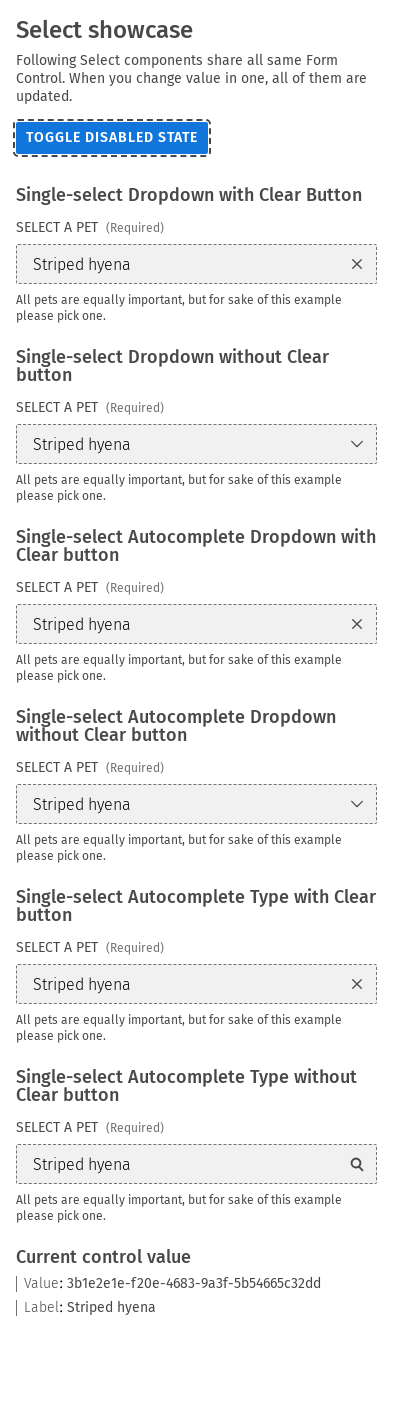 Select showcase
Following Select components share all same Form
Control. When you change value in one, all of them are
updated.
TOGGLE DISABLED STATE
Single-select Dropdown with Clear Button
SELECT A PET (Required)
Striped hyena
All pets are equally important, but for sake of this example
please pick one.
Single-select Dropdown without Clear
button
SELECT A PET (Required)
Striped hyena
All pets are equally important, but for sake of this example
please pick one.
Single-select Autocomplete Dropdown with
Clear button
SELECT A PET (Required)
Striped hyena
All pets are equally important, but for sake of this example
please pick one.
Single-select Autocomplete Dropdown
without Clear button
SELECT A PET (Required)
Striped hyena
All pets are equally important, but for sake of this example
please pick one.
Single-select Autocomplete Type with Clear
button
SELECT A PET (Required)
Striped hyena
All pets are equally important, but for sake of this example
please pick one.
Single-select Autocomplete Type without
Clear button
SELECT A PET (Required)
Striped hyena
All pets are equally important, but for sake of this example
please pick one.
Current control value
Value: 3b1e2e1e-f20e-4683-9a3f-5b54665c32dd
Label: Striped hyena